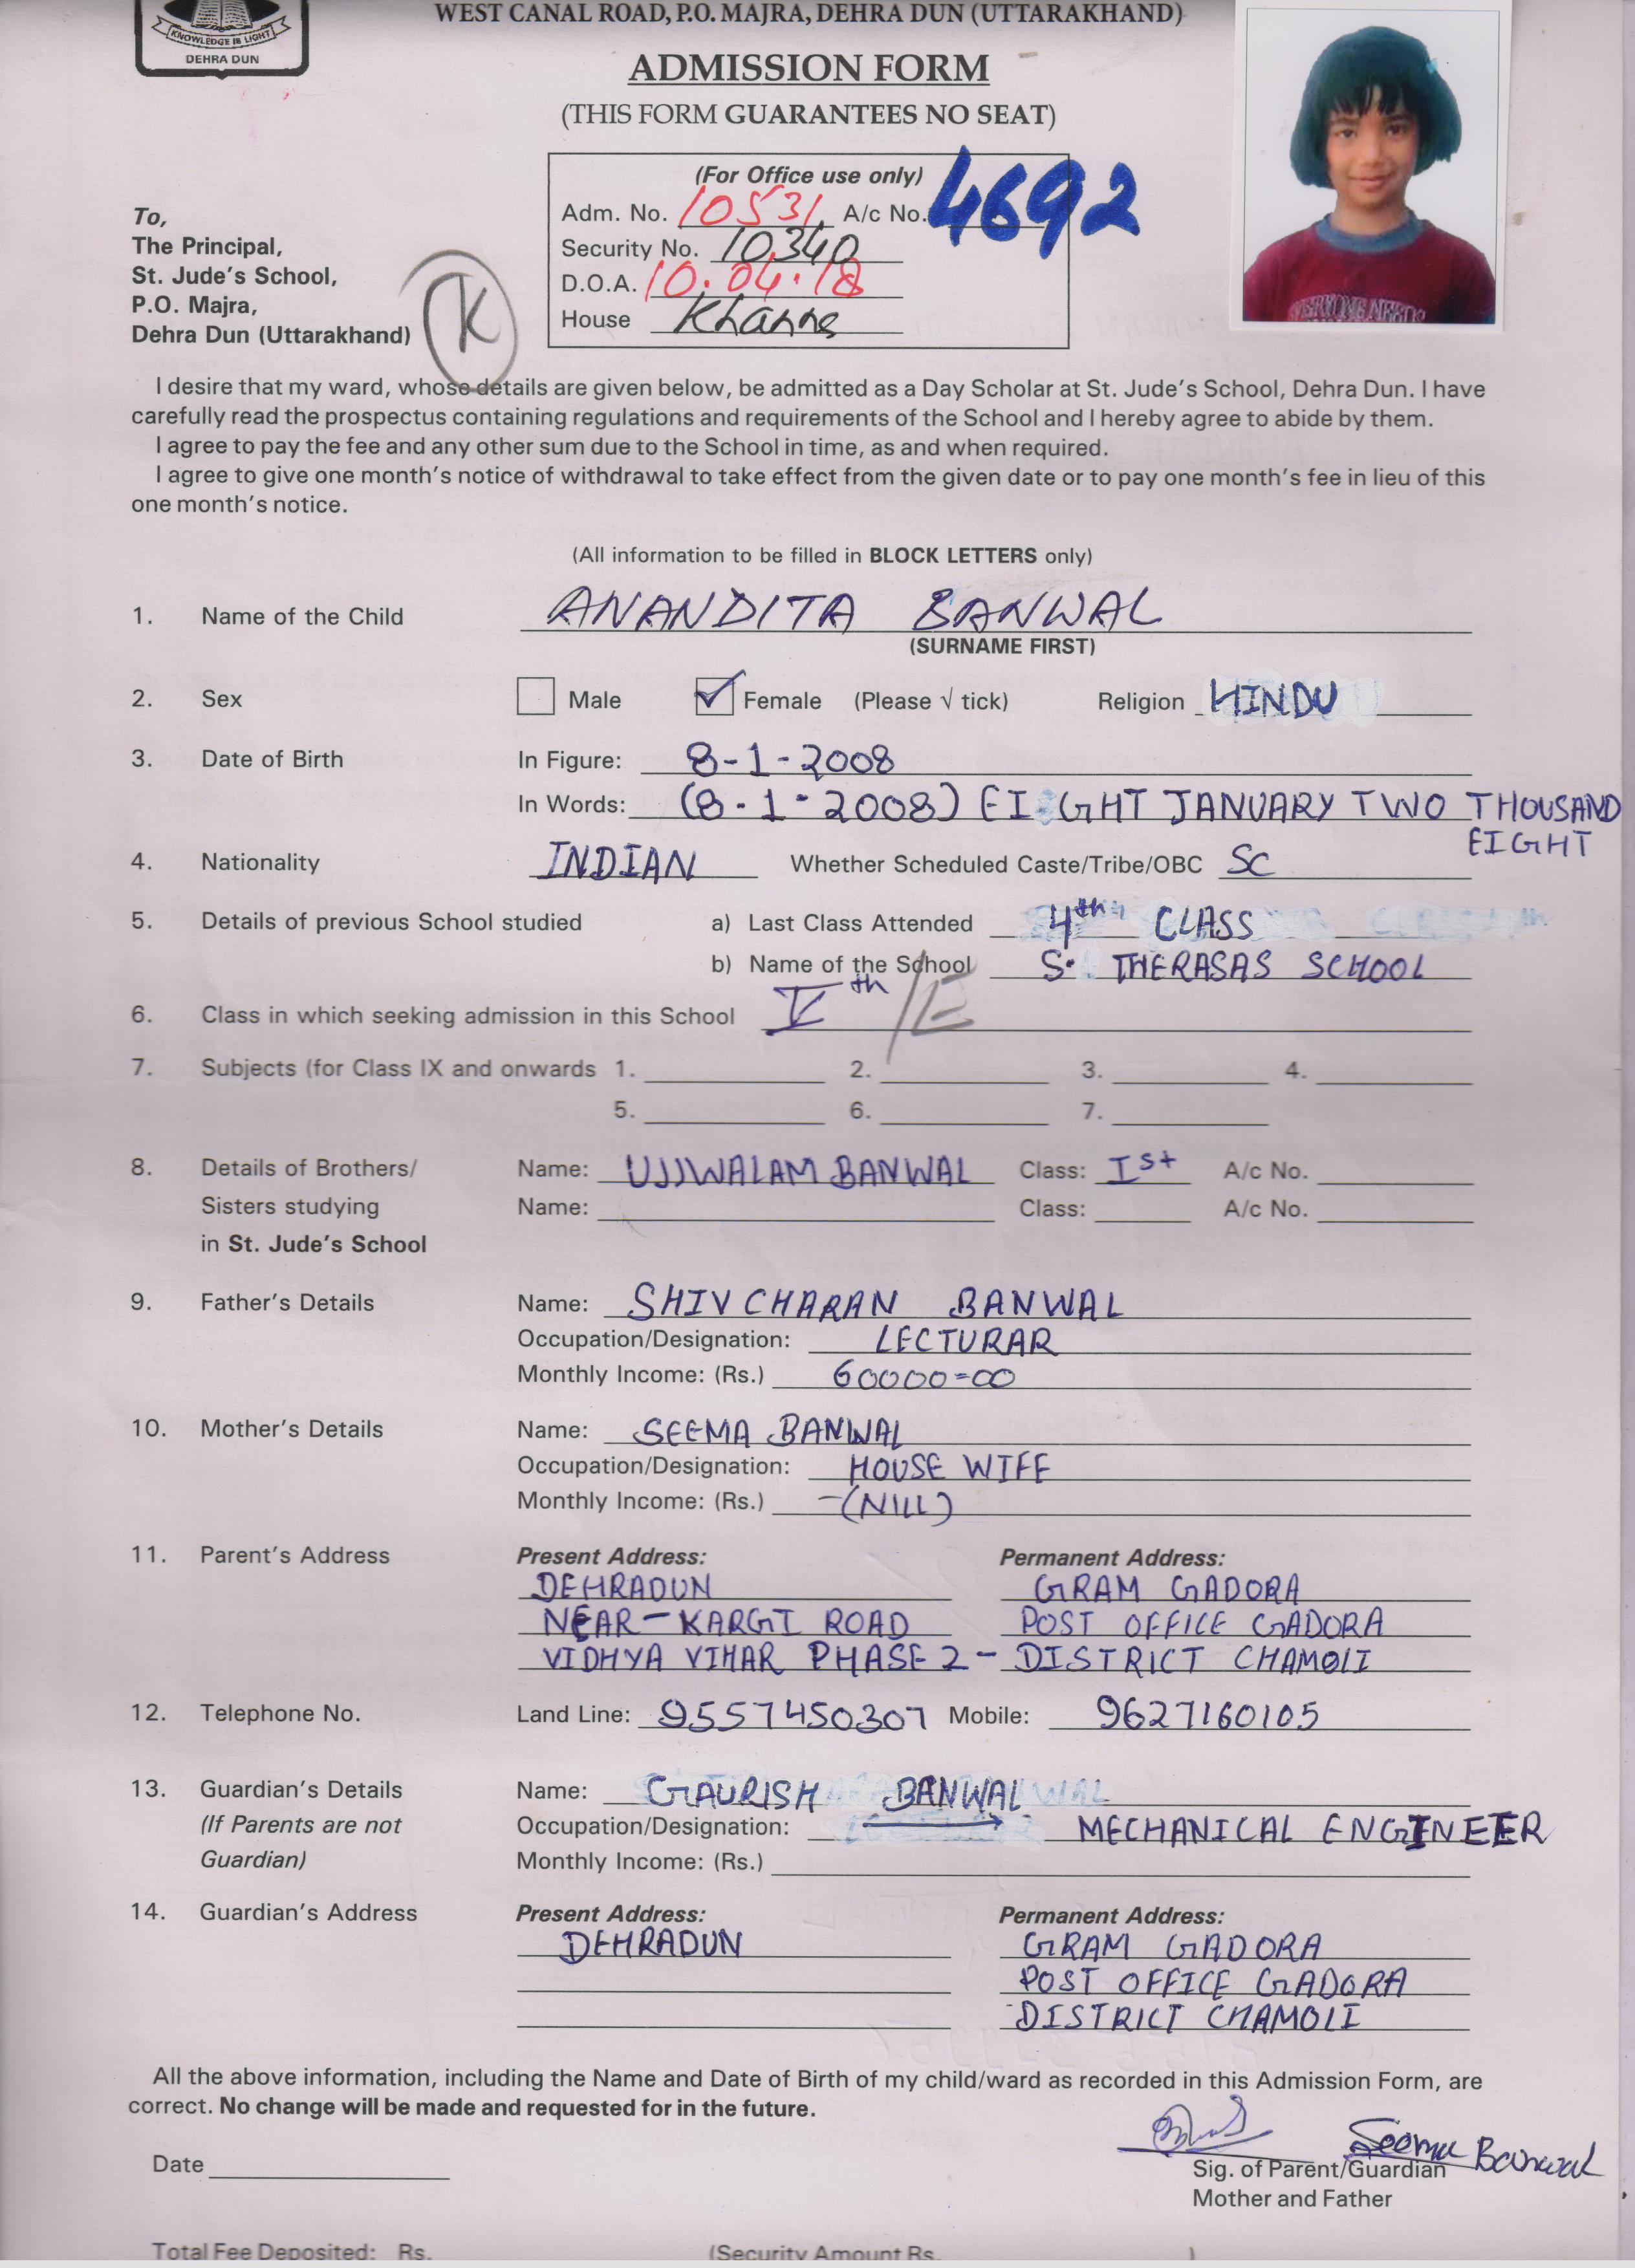 WEST CANAL ROAD, P.O. MAJRA, DEHRA DUN (UTTARAKHAND)
KNOWLEDGE IS LIGHT
DEHRA DUN
ADMISSION FORM
(THIS FORM GUARANTEES NO SEAT)
(For Office use only)
Adm. No. 10531 A/c No. 4692
Security No. 10340
D.O.A. 10.04.18
House Khanna
To,
The Principal,
St. Jude's School,
P.O. Majra,
Dehra Dun (Uttarakhand)
K
I desire that my ward, whose details are given below, be admitted as a Day Scholar at St. Jude's School, Dehra Dun. I have
carefully read the prospectus containing regulations and requirements of the School and I hereby agree to abide by them.
I agree to pay the fee and any other sum due to the School in time, as and when required.
I agree to give one month's notice of withdrawal to take effect from the given date or to pay one month's fee in lieu of this
one month's notice.
(All information to be filled in BLOCK LETTERS only)
1. Name of the Child ANANDITA BANWAL
(SURNAME FIRST)
2. Sex Male Female (Please √ tick) Religion HINDU
3. Date of Birth In Figure: 8-1-2008
In Words: (8-1-2008) EIGHT JANUARY TWO THOUSAND
EIGHT
4. Nationality INDIAN Whether Scheduled Caste/Tribe/OBC SC
5. Details of previous School studied a) Last Class Attended 4th CLASS
b) Name of the School S. THERASAS SCHOOL
6. Class in which seeking admission in this School Vth /E
7. Subjects (for Class IX and onwards 1. 2. 3. 4.
5. 6. 7.
8. Details of Brothers/ Name: UJJWALAM BANWAL Class: Ist A/c No.
Sisters studying Name: Class: A/c No.
in St. Jude's School
9. Father's Details Name: SHIV CHARAN BANWAL
Occupation/Designation: LECTURAR
Monthly Income: (Rs.) 60000=00
10. Mother's Details Name: SEEMA BANWAL
Occupation/Designation: HOUSE WIFE
Monthly Income: (Rs.) -(NILL)
11. Parent's Address Present Address: Permanent Address:
DEHRADUN GRAM GADORA
NEAR-KARGI ROAD POST OFFICE GADORA
VIDHYA VIHAR PHASE 2- DISTRICT CHAMOLI
12. Telephone No. Land Line: 9557450307 Mobile: 9627160105
13. Guardian's Details Name: GAURISH BANWAL
(If Parents are not Occupation/Designation: MECHANICAL ENGINEER
Guardian) Monthly Income: (Rs.)
14. Guardian's Address Present Address: Permanent Address:
DEHRADUN GRAM GADORA
POST OFFICE GADORA
DISTRICT CHAMOLI
All the above information, including the Name and Date of Birth of my child/ward as recorded in this Admission Form, are
correct. No change will be made and requested for in the future.
Seema Banwal
Date Sig. of Parent/Guardian
Mother and Father
Total Fee Deposited: Rs. (Security Amount Rs. )